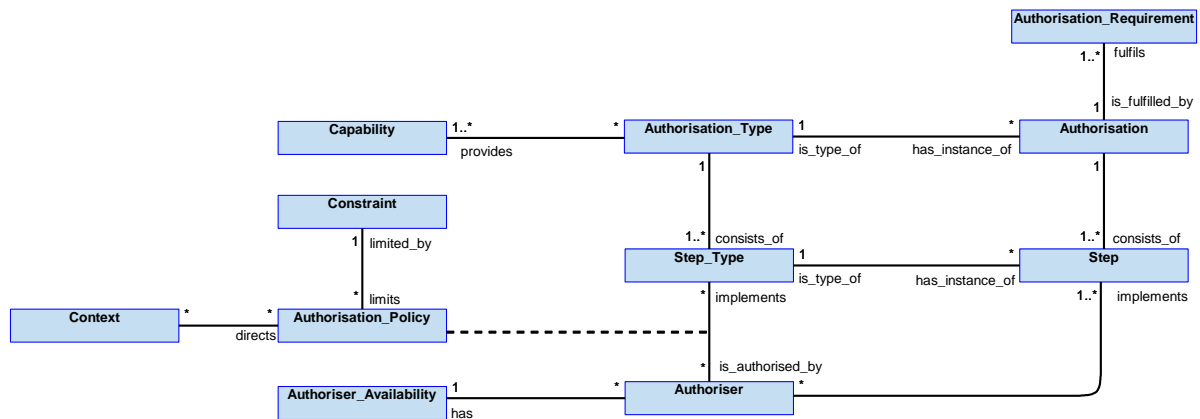 Authorisation_Requirement
fulfils
1..*
is_fulfilled_by
1
Capability
1..*
*
provides
Authorisation_Type
1
*
is_type_of
has_instance_of
Authorisation
1
1
Constraint
1
limited_by
1..*
consists_of
1..*
consists_of
Step_Type
1
*
is_type_of
has_instance_of
Step
*
limits
*
implements
1..*
implements
Context
*
*
directs
Authorisation_Policy
is_authorised_by
*
Authoriser_Availability
1
*
has
Authoriser
*